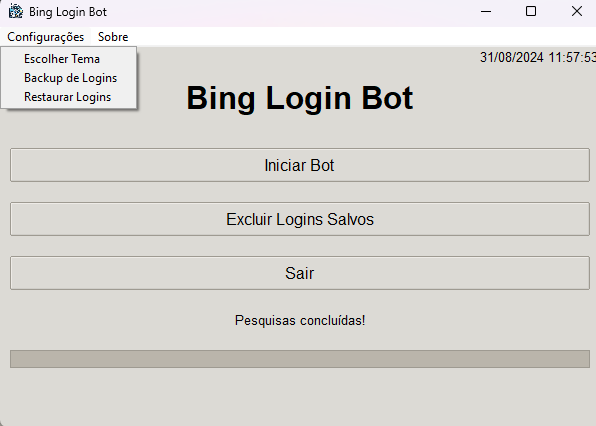 Bing Login Bot
Configurações Sobre
Escolher Tema
Backup de Logins
Restaurar Logins
31/08/2024 11:57:53
Bing Login Bot
Iniciar Bot
Excluir Logins Salvos
Sair
Pesquisas concluídas!